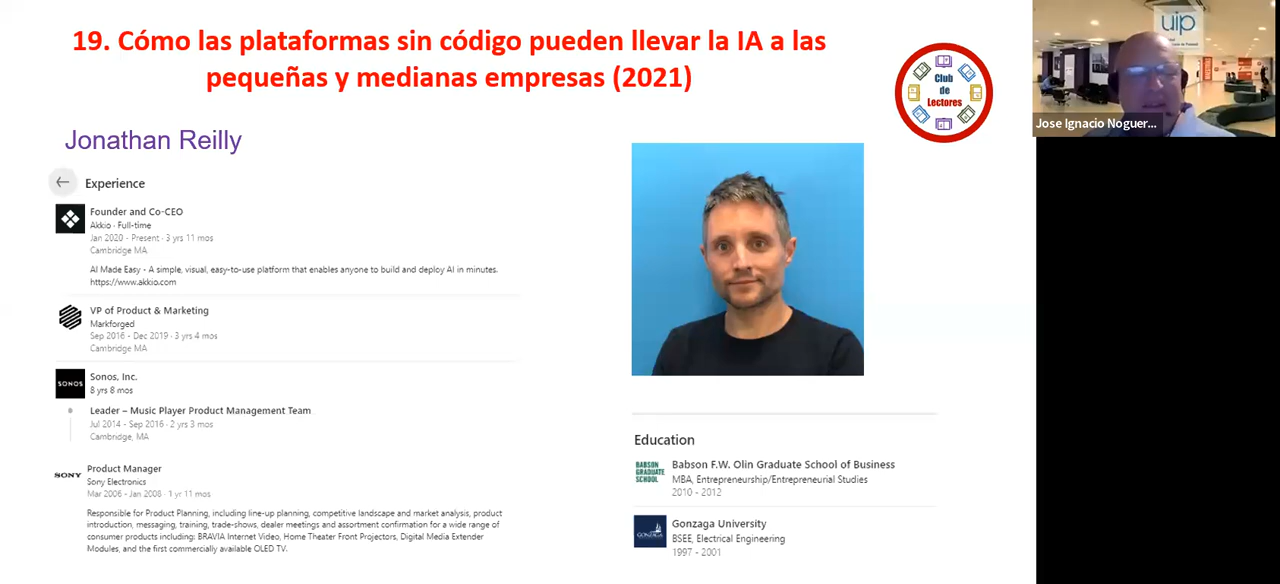 19. Cómo las plataformas sin código pueden llevar la IA a las
pequeñas y medianas empresas (2021)
Club
de
Lectores
uip
Jose Ignacio Noguer...
Jonathan Reilly
Experience
Founder and Co-CEO
Akkio · Full-time
Jan 2020 - Present · 3 yrs 11 mos
Cambridge MA
AI Made Easy - A simple, visual, easy-to-use platform that enables anyone to build and deploy AI in minutes.
https://www.akkio.com
VP of Product & Marketing
Markforged
Sep 2016 - Dec 2019 · 3 yrs 4 mos
Cambridge MA
SONOS
Sonos, Inc.
8 yrs 8 mos
Leader – Music Player Product Management Team
Jul 2014 - Sep 2016 · 2 yrs 3 mos
Cambridge, MA
SONY
Product Manager
Sony Electronics
Mar 2006 - Jan 2008 · 1 yr 11 mos
Responsible for Product Planning, including line-up planning, competitive landscape and market analysis, product
introduction, messaging, training, trade-shows, dealer meetings and assortment confirmation for a wide range of
consumer products including: BRAVIA Internet Video, Home Theater Front Projectors, Digital Media Extender
Modules, and the first commercially available OLED TV.
Education
BABSON
GRADUATE
SCHOOL
Babson F.W. Olin Graduate School of Business
MBA, Entrepreneurship/Entrepreneurial Studies
2010 - 2012
GONZAGA
Gonzaga University
BSEE, Electrical Engineering
1997 - 2001